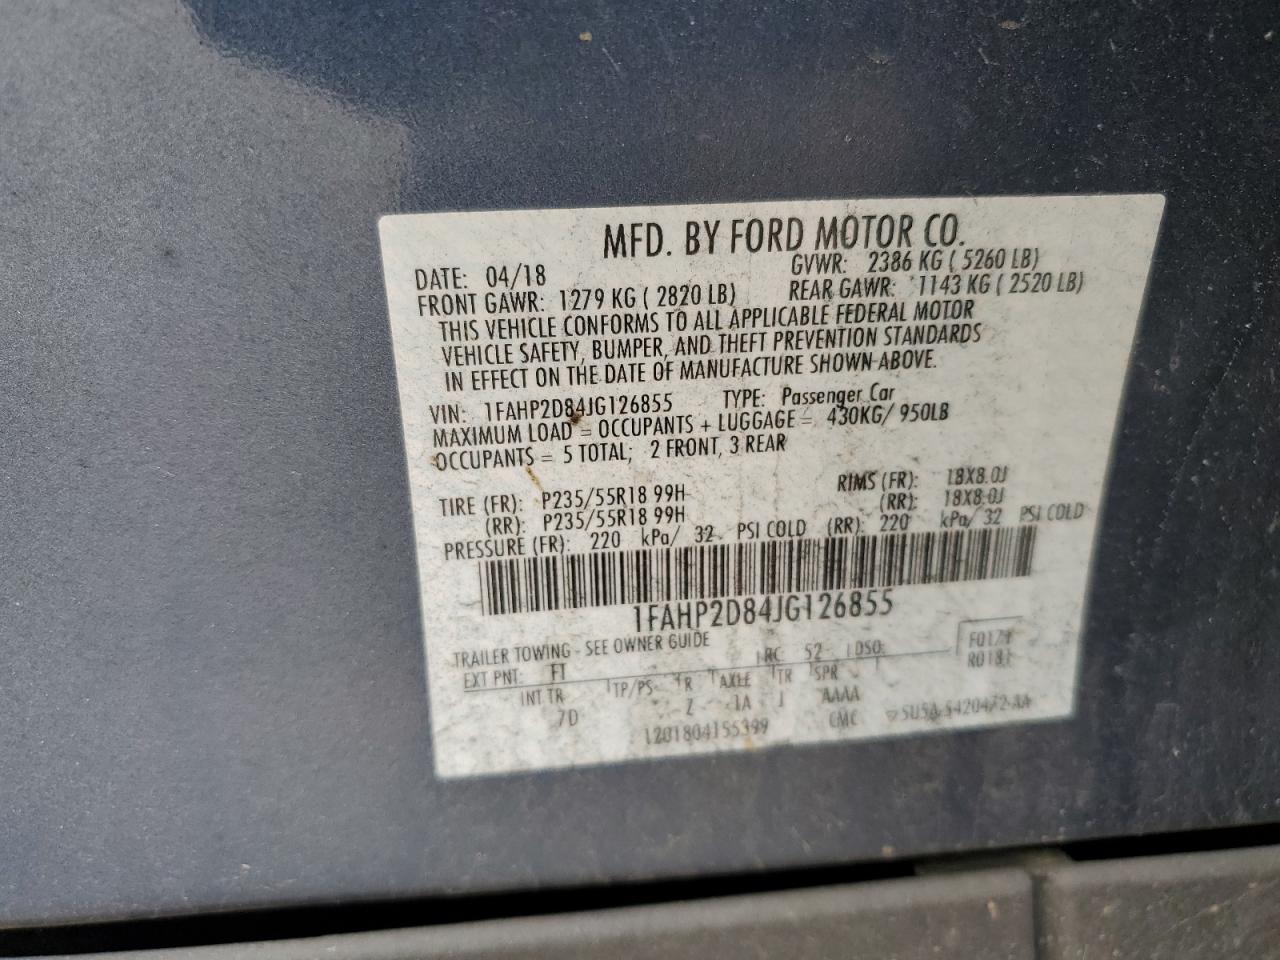 MFD. BY FORD MOTOR CO.
DATE: 04/18 GVWR: 2386 KG ( 5260 LB)
FRONT GAWR: 1279 KG ( 2820 LB) REAR GAWR: 1143 KG ( 2520 LB)
THIS VEHICLE CONFORMS TO ALL APPLICABLE FEDERAL MOTOR
VEHICLE SAFETY, BUMPER, AND THEFT PREVENTION STANDARDS
IN EFFECT ON THE DATE OF MANUFACTURE SHOWN ABOVE.
VIN: 1FAHP2D84JG126855 TYPE: Passenger Car
MAXIMUM LOAD = OCCUPANTS + LUGGAGE = 430KG/ 950LB
OCCUPANTS = 5 TOTAL; 2 FRONT, 3 REAR
TIRE (FR): P235/55R18 99H RIMS (FR): 18X8.0J
(RR): P235/55R18 99H (RR): 18X8.0J
PRESSURE (FR): 220 kPa/ 32 PSI COLD (RR): 220 kPa/ 32 PSI COLD
1FAHP2D84JG126855
TRAILER TOWING - SEE OWNER GUIDE
EXT PNT: FT RC: 52 DSO:
INT TR TP/PS R AXLE TR SPR
7D Z 1A J AAAA
1201804155399 CMC